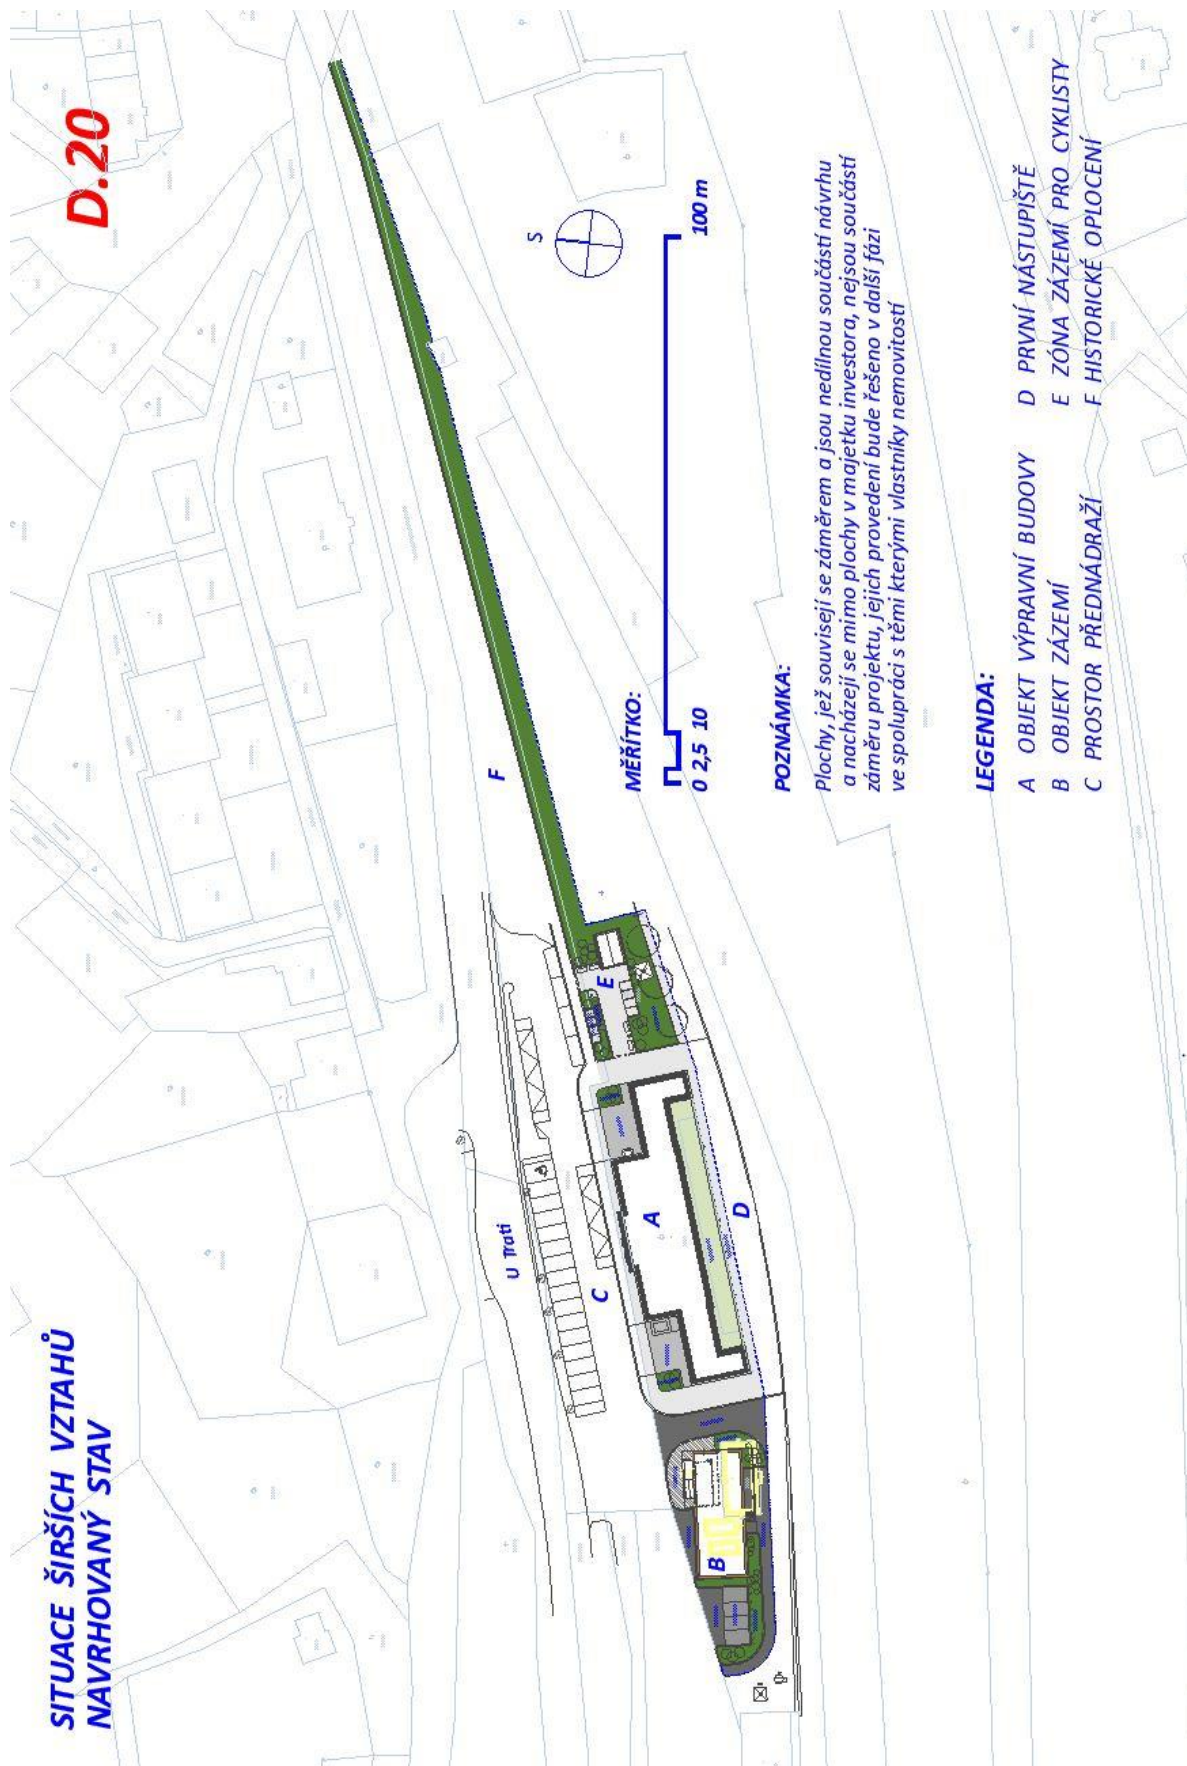 SITUACE ŠIRŠÍCH VZTAHŮ
NAVRHOVANÝ STAV
D.20
U Trati
F
S
E
C
A
D
B
MĚŘÍTKO:
0 2,5 10 100 m
POZNÁMKA:
Plochy, jež souvisejí se záměrem a jsou nedílnou součástí návrhu
a nacházejí se mimo plochy v majetku investora, nejsou součástí
záměru projektu, jejich provedení bude řešeno v další fázi
ve spolupráci s těmi kterými vlastníky nemovitostí
LEGENDA:
A OBJEKT VÝPRAVNÍ BUDOVY
B OBJEKT ZÁZEMÍ
C PROSTOR PŘEDNÁDRAŽÍ
D PRVNÍ NÁSTUPIŠTĚ
E ZÓNA ZÁZEMÍ PRO CYKLISTY
F HISTORICKÉ OPLOCENÍ